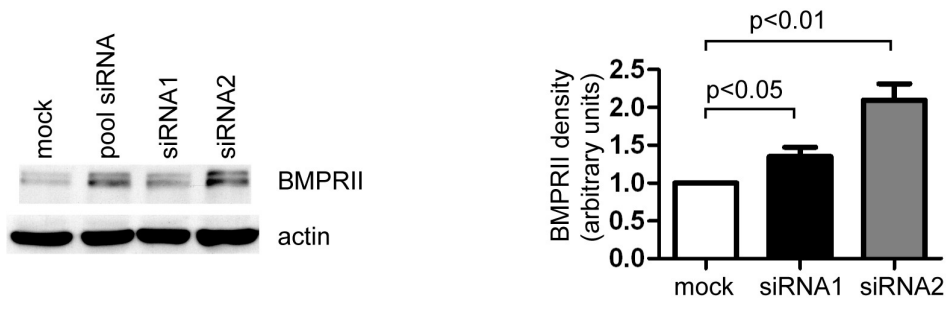 mock
pool siRNA
siRNA1
siRNA2
BMPRII
actin
p<0.01
p<0.05
BMPRII density
(arbitrary units)
2.5
2.0
1.5
1.0
0.5
0.0
mock
siRNA1
siRNA2